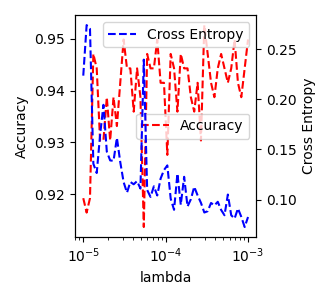 Cross Entropy
Accuracy
0.95
0.94
0.93
0.92
Accuracy
0.25
0.20
0.15
0.10
Cross Entropy
10⁻⁵
10⁻⁴
10⁻³
lambda